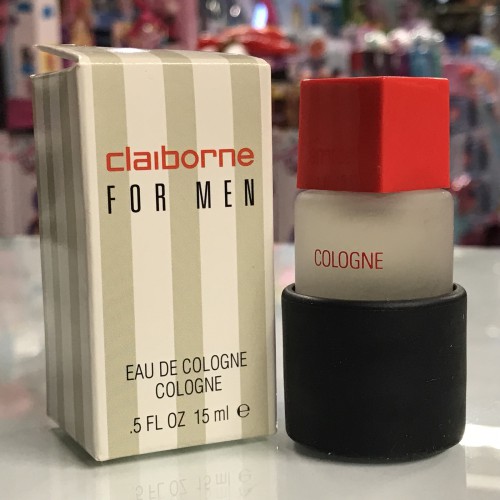 claiborne
FOR MEN
EAU DE COLOGNE
COLOGNE
.5 FL OZ 15 ml ℮
COLOGNE